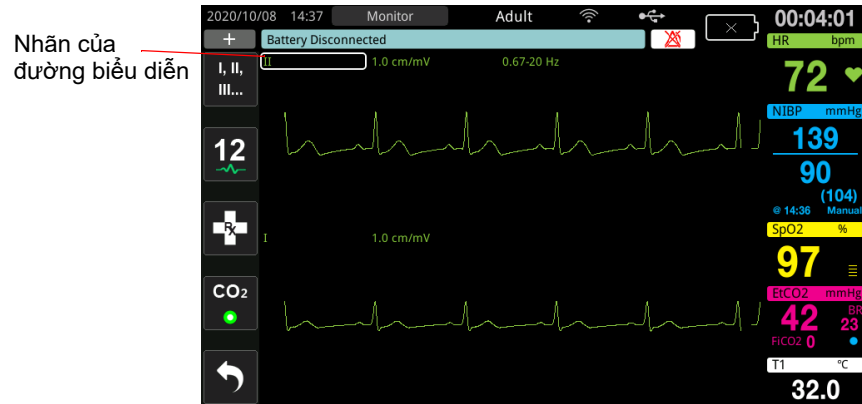 2020/10/08 14:37 Monitor Adult 00:04:01
Nhãn của
đường biểu diễn
+ Battery Disconnected
HR bpm
72
I, II,
III...
II 1.0 cm/mV 0.67-20 Hz
NIBP mmHg
139
90
(104)
@ 14:36 Manual
12
Rx
I 1.0 cm/mV
SpO2 %
97
CO2
EtCO2 mmHg
42 BR
23
FiCO2 0
T1 °C
32.0